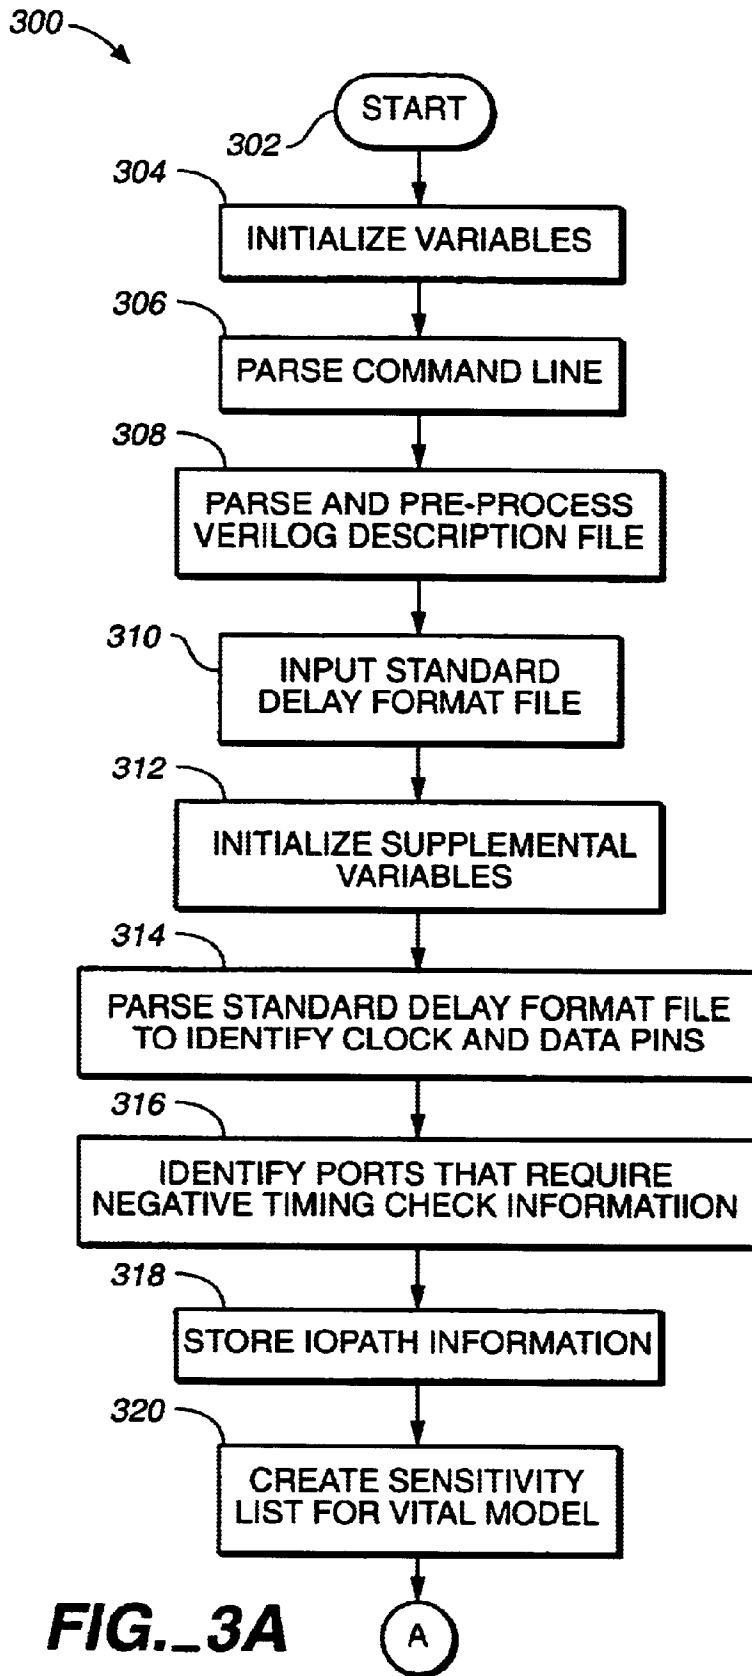 300
START
302
304
INITIALIZE VARIABLES
306
PARSE COMMAND LINE
308
PARSE AND PRE-PROCESS
VERILOG DESCRIPTION FILE
310
INPUT STANDARD
DELAY FORMAT FILE
312
INITIALIZE SUPPLEMENTAL
VARIABLES
314
PARSE STANDARD DELAY FORMAT FILE
TO IDENTIFY CLOCK AND DATA PINS
316
IDENTIFY PORTS THAT REQUIRE
NEGATIVE TIMING CHECK INFORMATIION
318
STORE IOPATH INFORMATION
320
CREATE SENSITIVITY
LIST FOR VITAL MODEL
FIG._3A
A